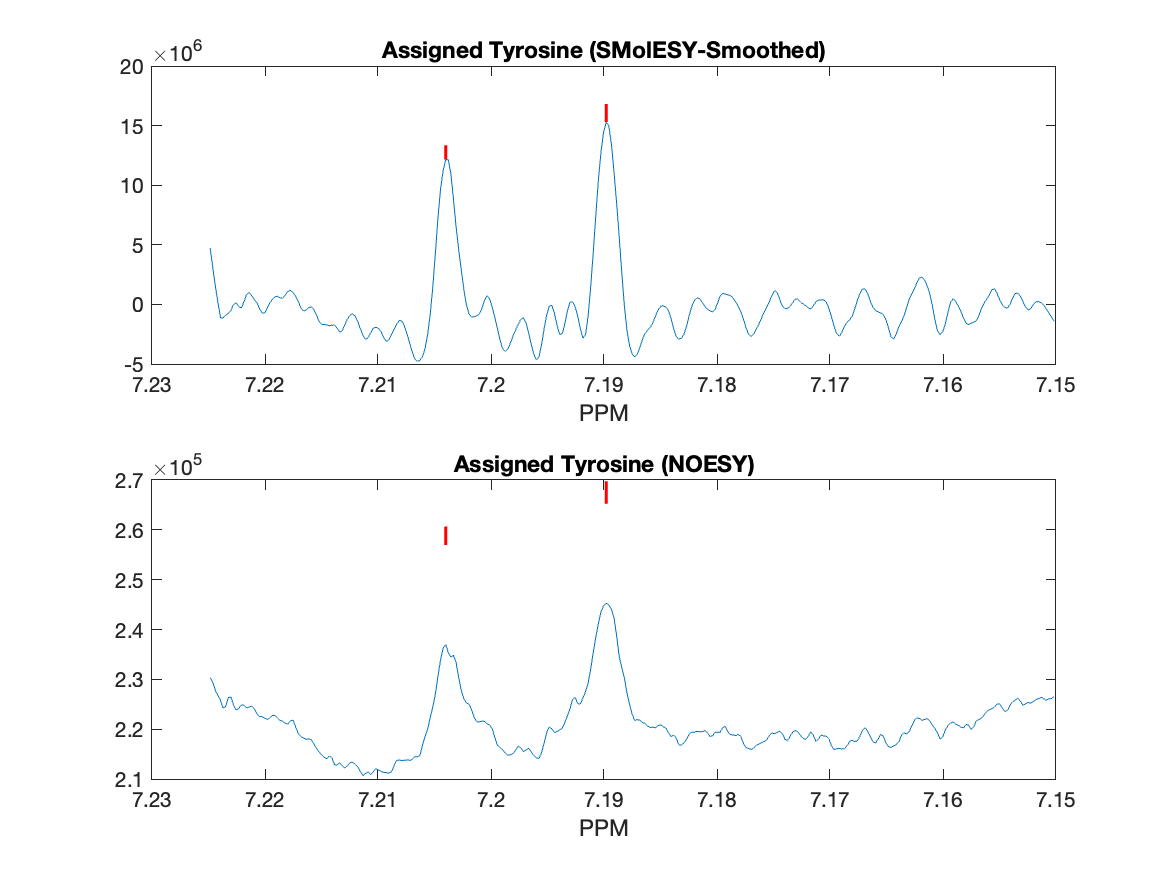 Assigned Tyrosine (SMolESY-Smoothed)
×10^6
20
15
10
5
0
-5
7.23 7.22 7.21 7.2 7.19 7.18 7.17 7.16 7.15
PPM
Assigned Tyrosine (NOESY)
×10^5
2.7
2.6
2.5
2.4
2.3
2.2
2.1
7.23 7.22 7.21 7.2 7.19 7.18 7.17 7.16 7.15
PPM